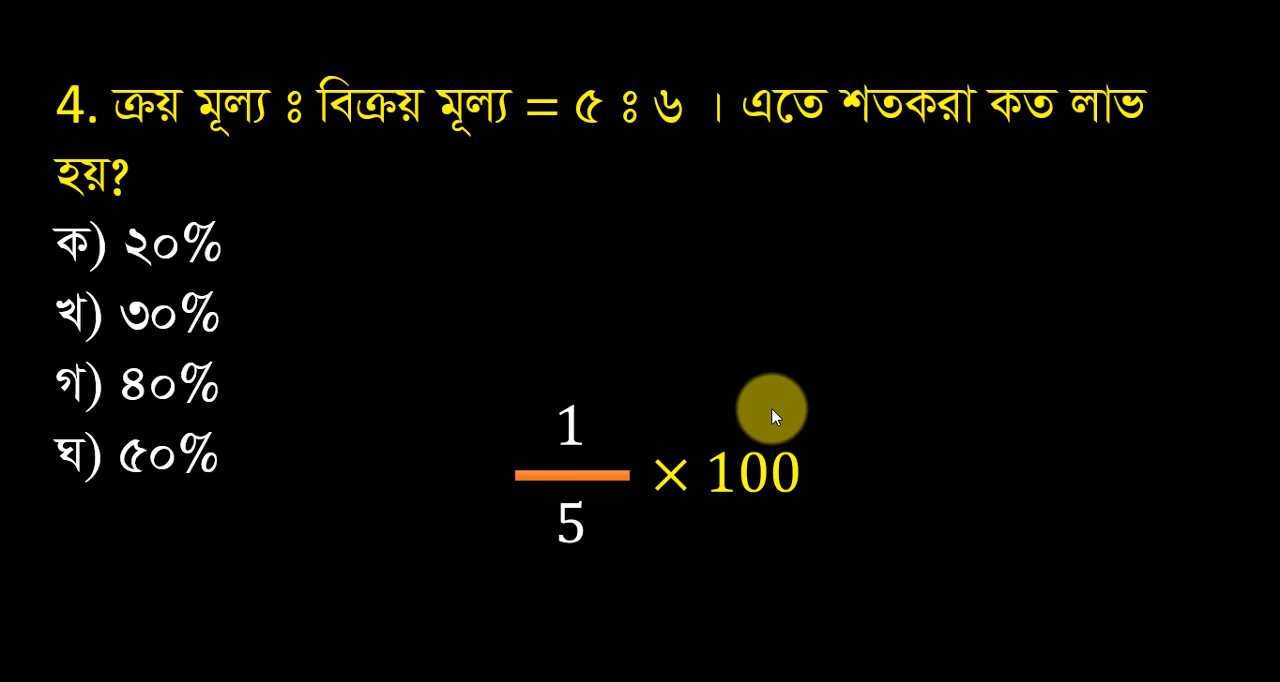 4. ক্রয় মূল্য ঃ বিক্রয় মূল্য = ৫ ঃ ৬ । এতে শতকরা কত লাভ
হয়?
ক) ২০%
খ) ৩০%
গ) ৪০%
ঘ) ৫০%
1
× 100
5